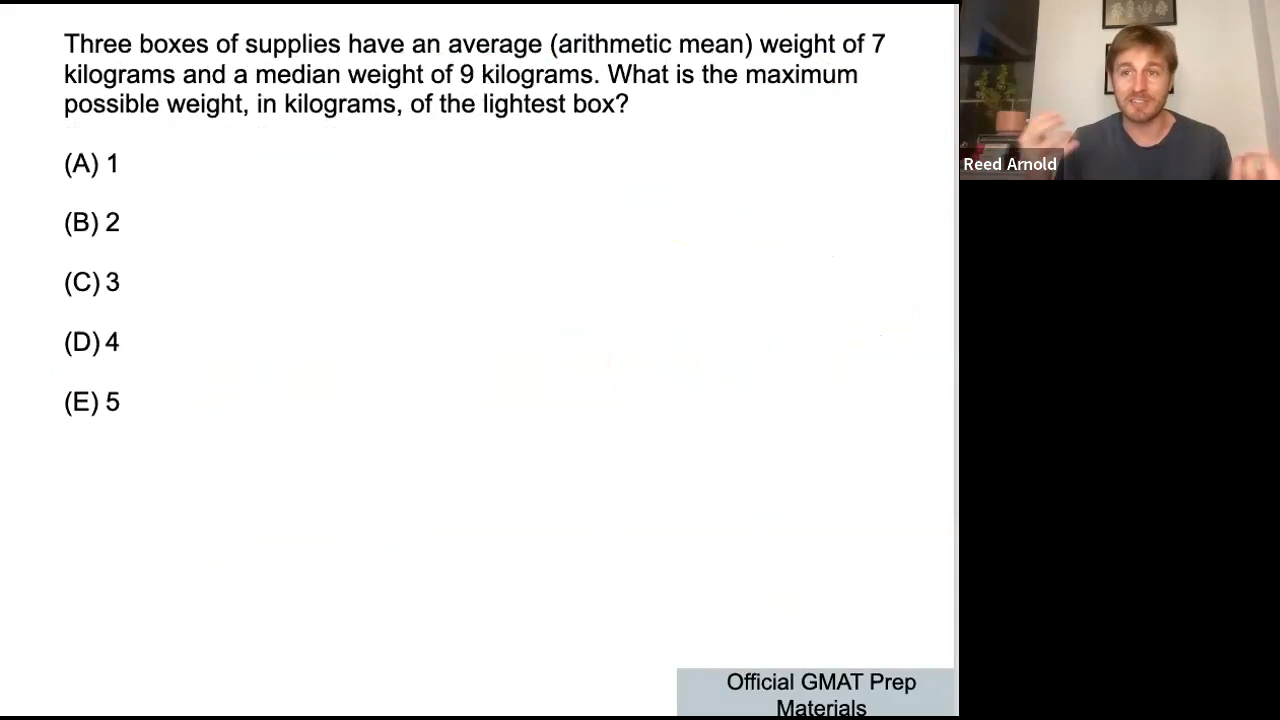 Three boxes of supplies have an average (arithmetic mean) weight of 7
kilograms and a median weight of 9 kilograms. What is the maximum
possible weight, in kilograms, of the lightest box?
(A) 1
(B) 2
(C) 3
(D) 4
(E) 5
Reed Arnold
Official GMAT Prep
Materials